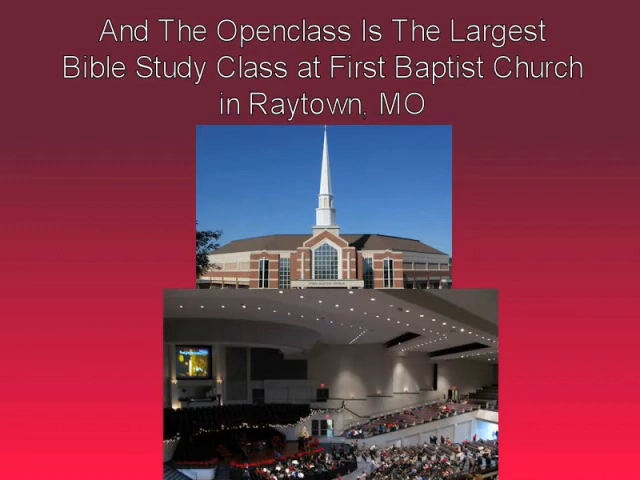 And The Openclass Is The Largest
Bible Study Class at First Baptist Church
in Raytown, MO